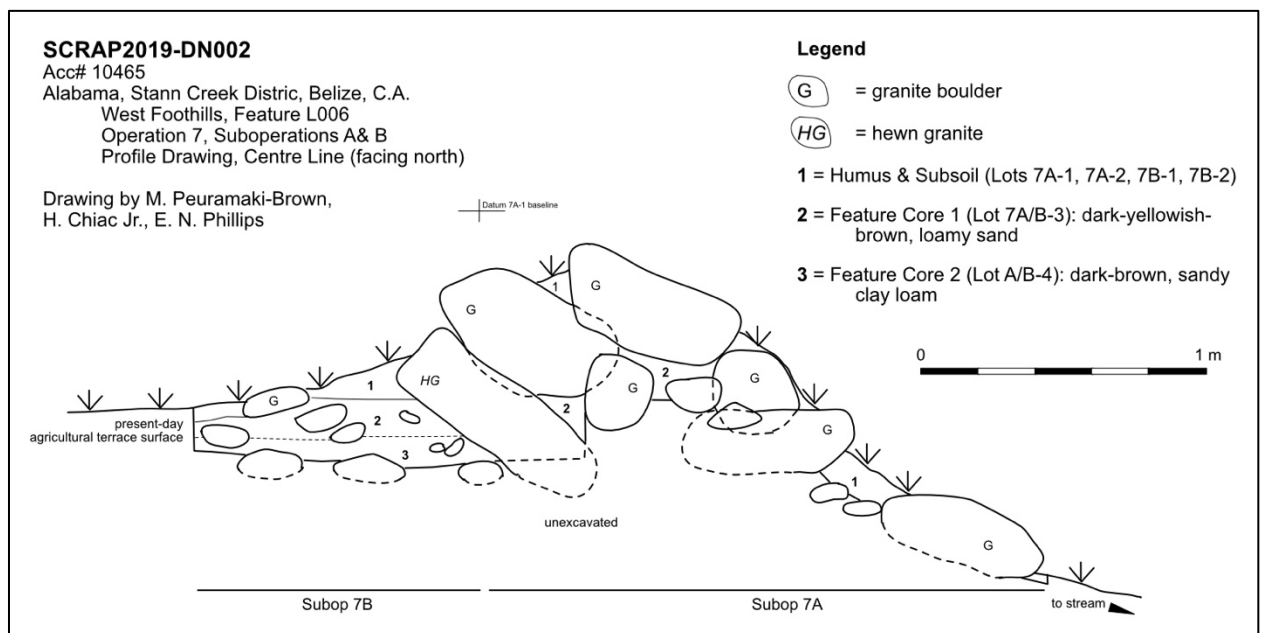 SCRAP2019-DN002
Acc# 10465
Alabama, Stann Creek Distric, Belize, C.A.
West Foothills, Feature L006
Operation 7, Suboperations A& B
Profile Drawing, Centre Line (facing north)
Drawing by M. Peuramaki-Brown,
H. Chiac Jr., E. N. Phillips
Legend
G = granite boulder
HG = hewn granite
1 = Humus & Subsoil (Lots 7A-1, 7A-2, 7B-1, 7B-2)
2 = Feature Core 1 (Lot 7A/B-3): dark-yellowish-
brown, loamy sand
3 = Feature Core 2 (Lot A/B-4): dark-brown, sandy
clay loam
0 1 m
Datum 7A-1 baseline
1
G
G
1
HG
2
G
G
2
G
2
present-day
agricultural terrace surface
G
3
1
unexcavated
G
Subop 7B
Subop 7A
to stream